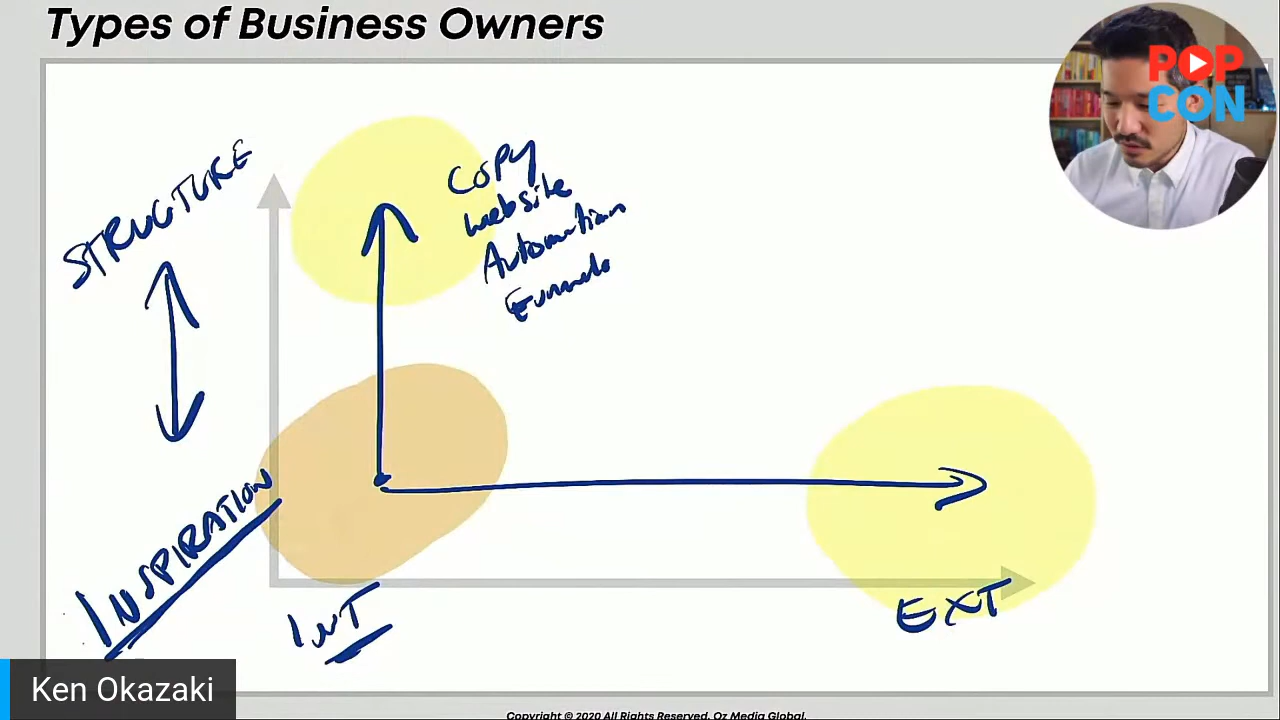 Types of Business Owners
POP
CON
STRUCTURE
COPY
website
Automation
Funnels
INSPIRATION
INT
EXT
Ken Okazaki
Copyright © 2020 All Rights Reserved. Oz Media Global.